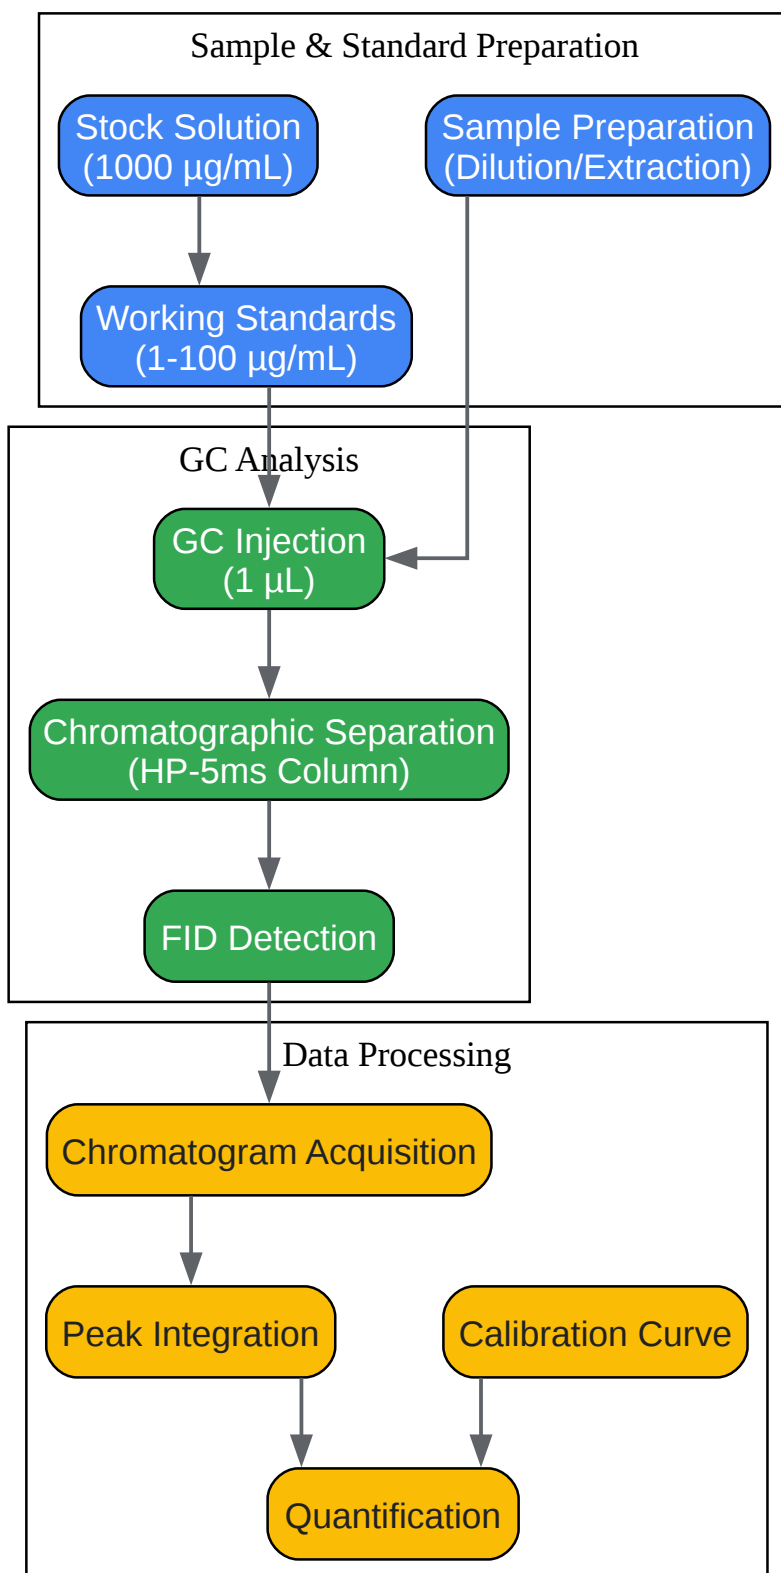 Sample & Standard Preparation
Stock Solution
(1000 µg/mL)
Sample Preparation
(Dilution/Extraction)
Working Standards
(1-100 µg/mL)
GC Analysis
GC Injection
(1 µL)
Chromatographic Separation
(HP-5ms Column)
FID Detection
Data Processing
Chromatogram Acquisition
Peak Integration
Calibration Curve
Quantification